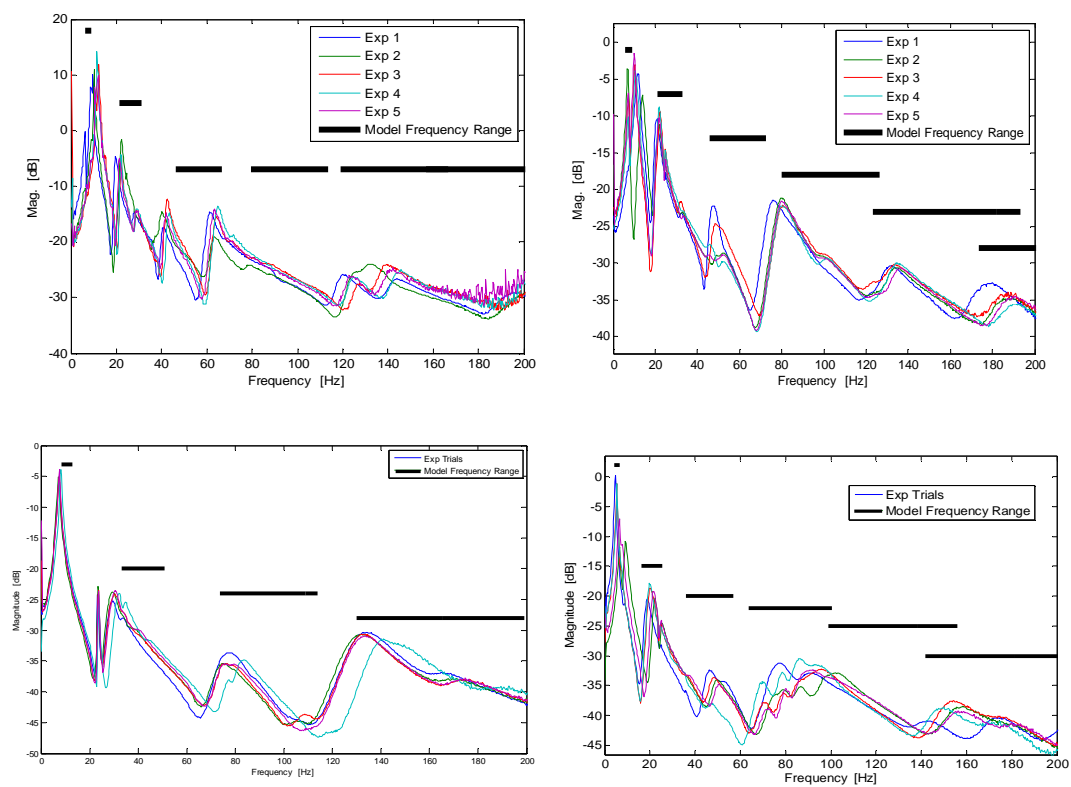 20
10
0
-10
-20
-30
-40
Mag. [dB]
0 20 40 60 80 100 120 140 160 180 200
Frequency [Hz]
Exp 1
Exp 2
Exp 3
Exp 4
Exp 5
Model Frequency Range
0
-5
-10
-15
-20
-25
-30
-35
-40
Mag. [dB]
0 20 40 60 80 100 120 140 160 180 200
Frequency [Hz]
Exp 1
Exp 2
Exp 3
Exp 4
Exp 5
Model Frequency Range
0
-5
-10
-15
-20
-25
-30
-35
-40
-45
-50
Magnitude [dB]
0 20 40 60 80 100 120 140 160 180 200
Frequency [Hz]
Exp Trials
Model Frequency Range
0
-5
-10
-15
-20
-25
-30
-35
-40
-45
Magnitude [dB]
0 20 40 60 80 100 120 140 160 180 200
Frequency [Hz]
Exp Trials
Model Frequency Range